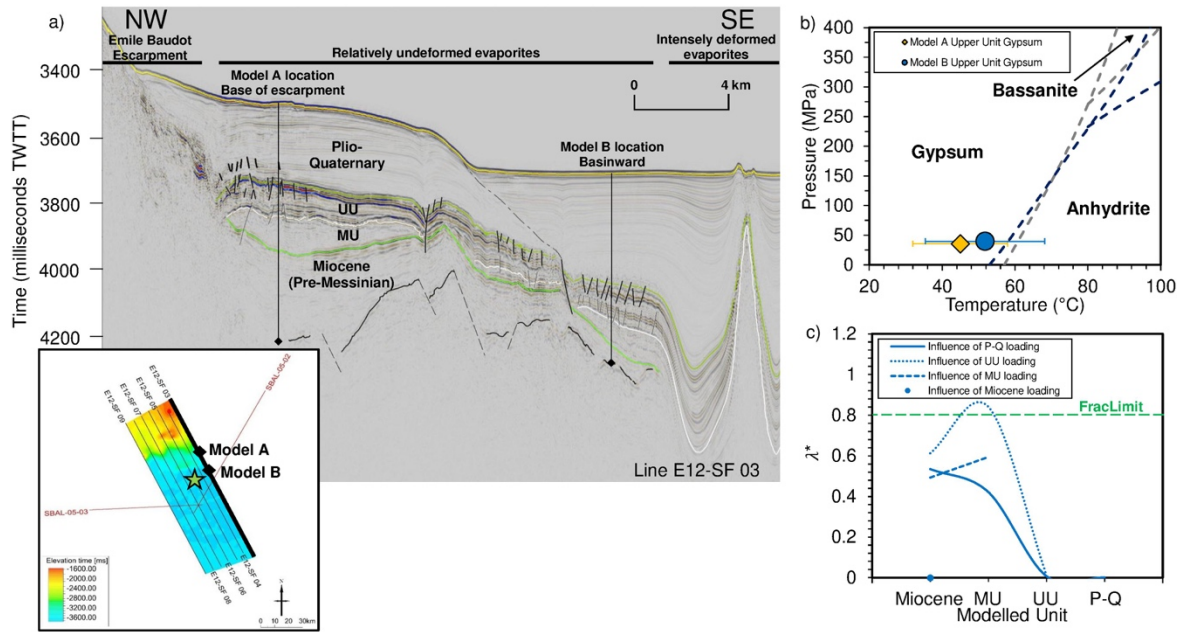 a)
NW
SE
Emile Baudot
Escarpment
Relatively undeformed evaporites
Intensely deformed
evaporites
Model A location
Base of escarpment
0 4 km
Model B location
Basinward
Plio-
Quaternary
UU
MU
Miocene
(Pre-Messinian)
Time (milliseconds TWTT)
3400
3600
3800
4000
4200
Line E12-SF 03
E12-SF 09
E12-SF 07
E12-SF 05
E12-SF 03
SBAL-05-02
Model A
Model B
SBAL-05-03
Elevation time [ms]
-1600.00
-2000.00
-2400.00
-2800.00
-3200.00
-3600.00
E12-SF 08
E12-SF 06
E12-SF 04
0 10 20 30km
b)
Pressure (MPa)
400
350
300
250
200
150
100
50
0
Model A Upper Unit Gypsum
Model B Upper Unit Gypsum
Bassanite
Gypsum
Anhydrite
20 40 60 80 100
Temperature (°C)
c)
λ*
1.2
1
0.8
0.6
0.4
0.2
0
Influence of P-Q loading
Influence of UU loading
Influence of MU loading
Influence of Miocene loading
FracLimit
Miocene MU UU P-Q
Modelled Unit